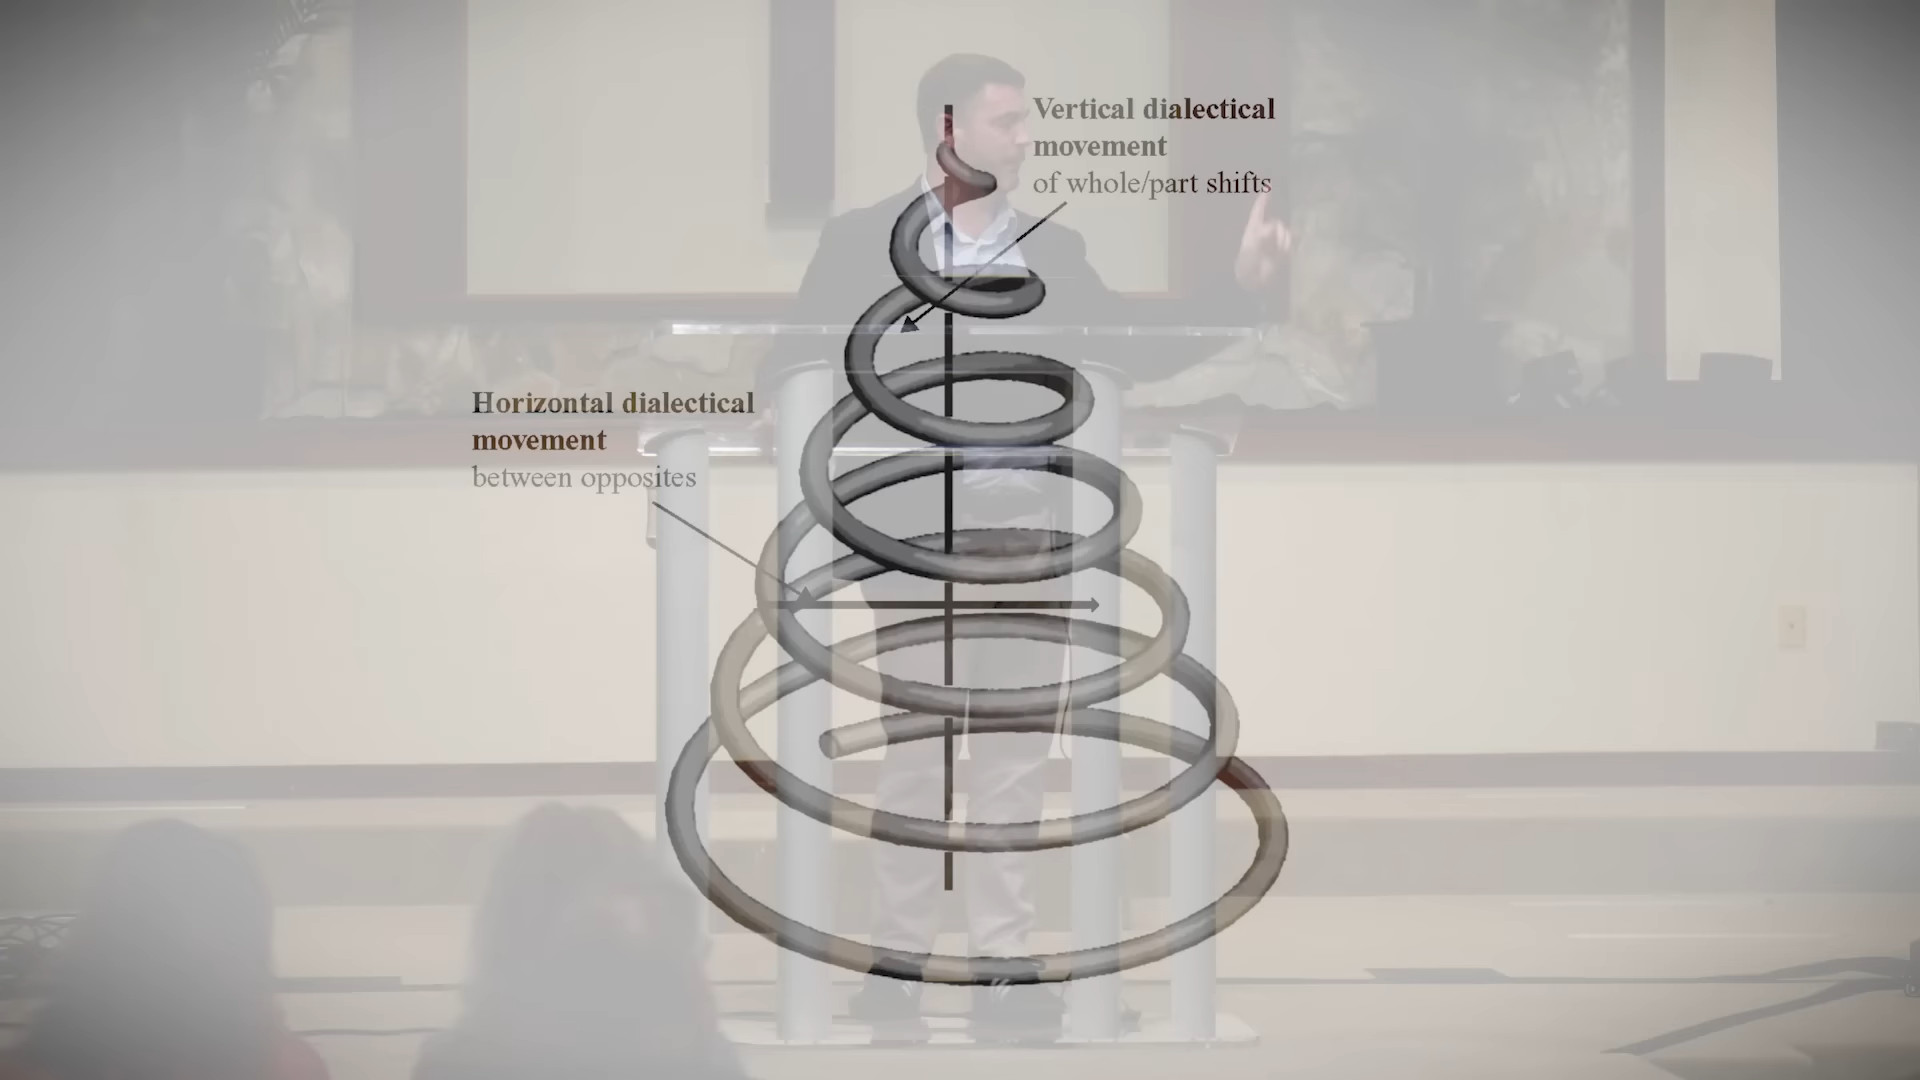 Vertical dialectical
movement
of whole/part shifts
Horizontal dialectical
movement
between opposites